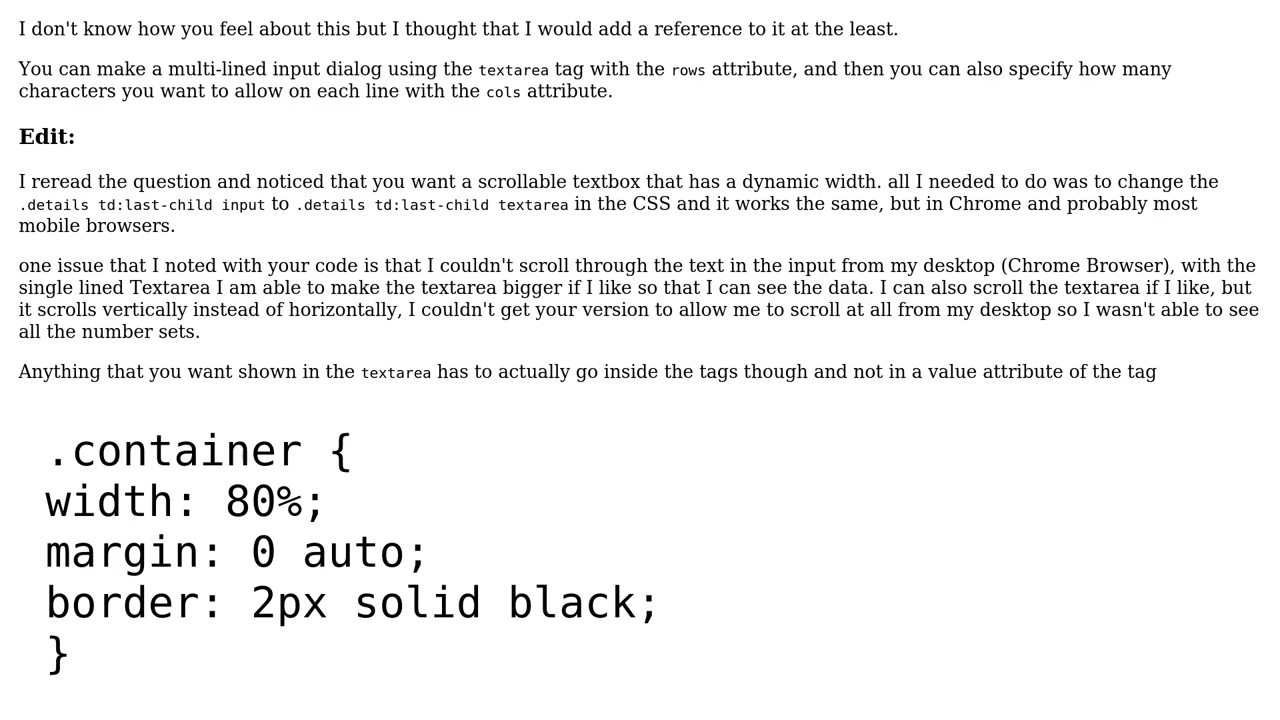 I don't know how you feel about this but I thought that I would add a reference to it at the least.
You can make a multi-lined input dialog using the textarea tag with the rows attribute, and then you can also specify how many
characters you want to allow on each line with the cols attribute.
Edit:
I reread the question and noticed that you want a scrollable textbox that has a dynamic width. all I needed to do was to change the
.details td:last-child input to .details td:last-child textarea in the CSS and it works the same, but in Chrome and probably most
mobile browsers.
one issue that I noted with your code is that I couldn't scroll through the text in the input from my desktop (Chrome Browser), with the
single lined Textarea I am able to make the textarea bigger if I like so that I can see the data. I can also scroll the textarea if I like, but
it scrolls vertically instead of horizontally, I couldn't get your version to allow me to scroll at all from my desktop so I wasn't able to see
all the number sets.
Anything that you want shown in the textarea has to actually go inside the tags though and not in a value attribute of the tag
.container {
width: 80%;
margin: 0 auto;
border: 2px solid black;
}